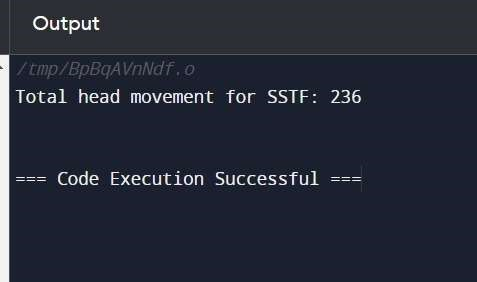 Output
/tmp/BpBqAVnNdf.o
Total head movement for SSTF: 236
=== Code Execution Successful ===